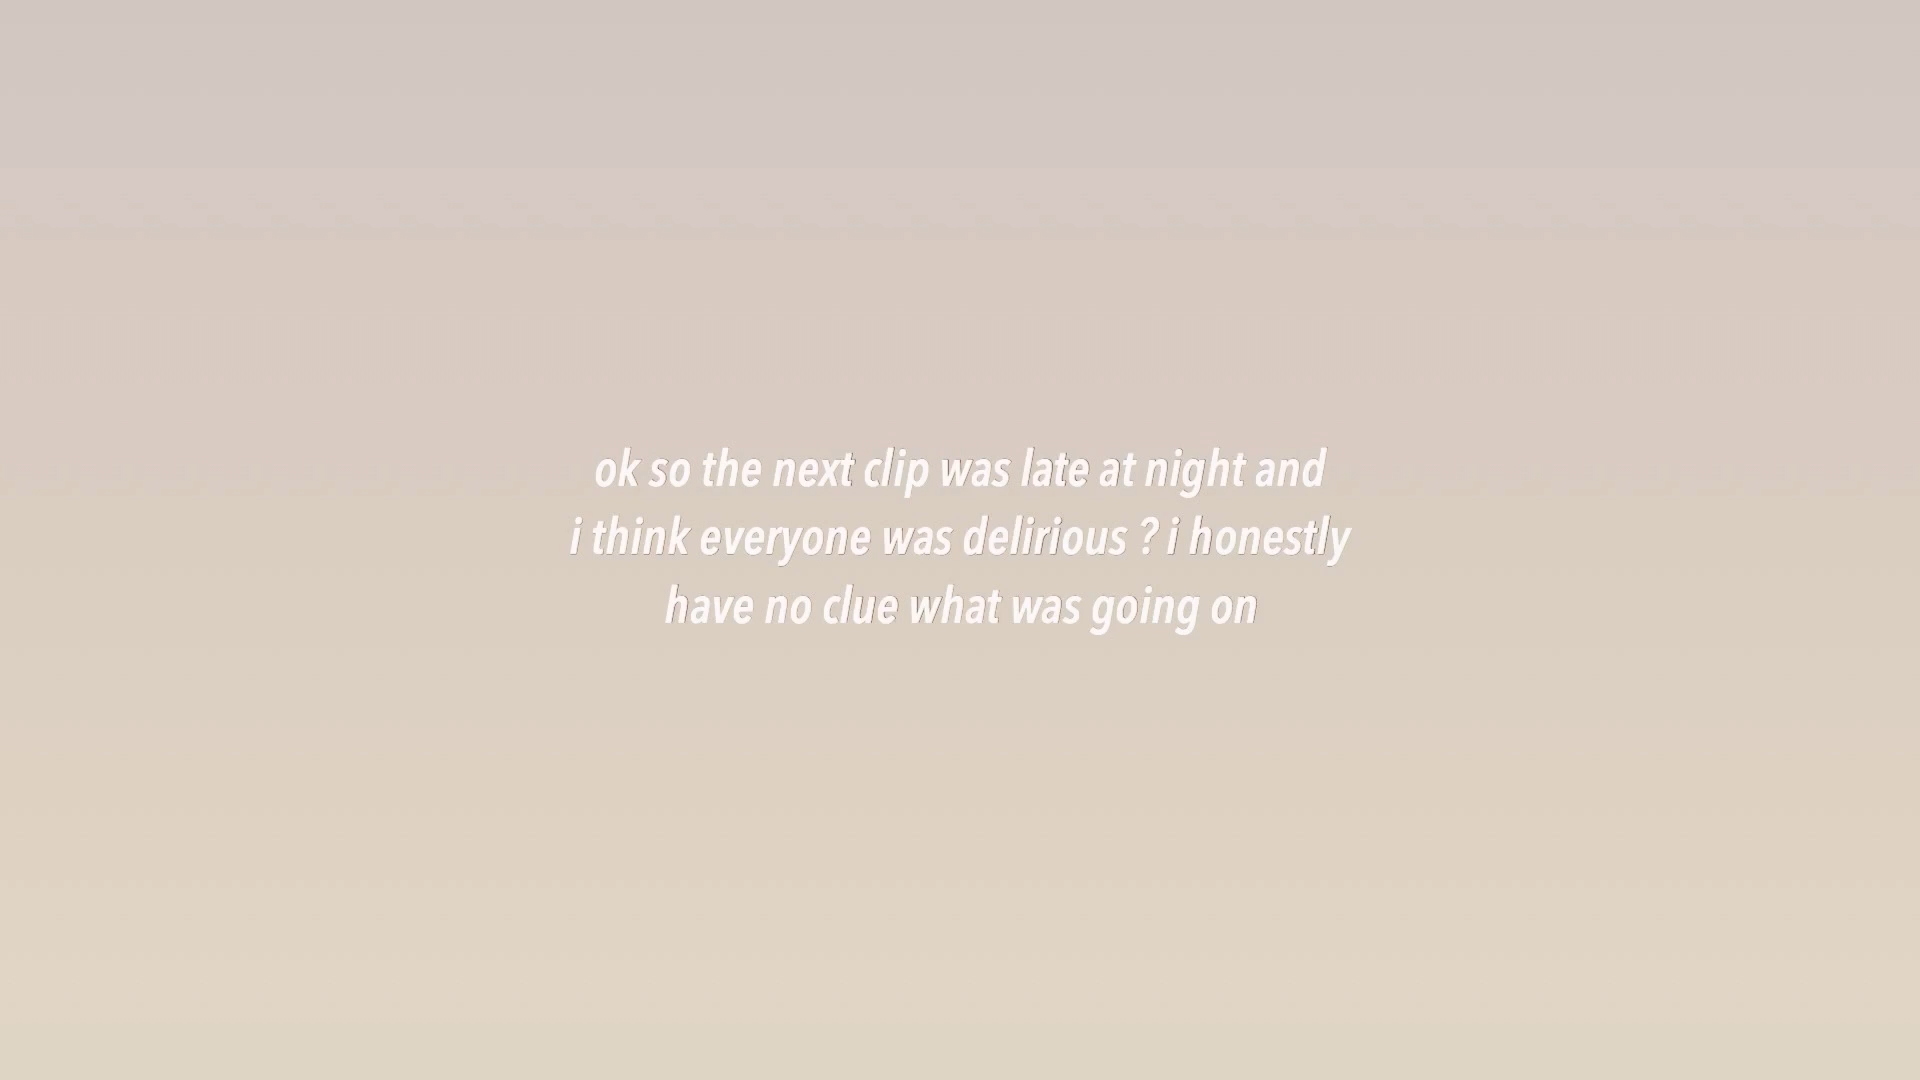 ok so the next clip was late at night and
i think everyone was delirious ? i honestly
have no clue what was going on